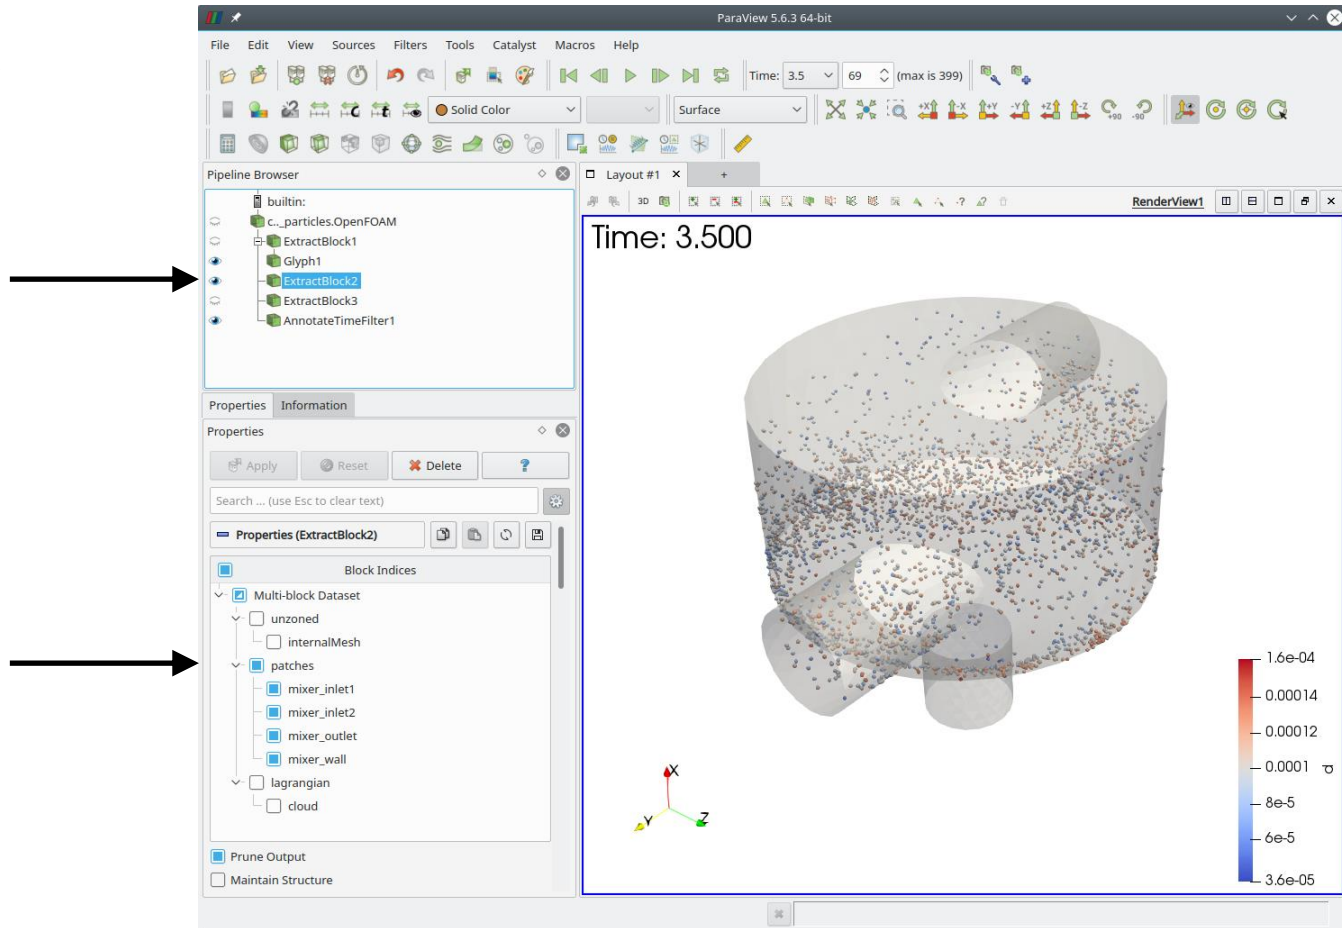 ParaView 5.6.3 64-bit
File Edit View Sources Filters Tools Catalyst Macros Help
Time: 3.5 69 (max is 399)
Solid Color Surface +X -X +Y -Y +Z -Z +90 -90
Pipeline Browser
Layout #1 +
builtin:
3D RenderView1
c.._particles.OpenFOAM
ExtractBlock1
Glyph1
ExtractBlock2
ExtractBlock3
AnnotateTimeFilter1
Time: 3.500
Properties Information
Properties
Apply Reset Delete ?
Search ... (use Esc to clear text)
Properties (ExtractBlock2)
Block Indices
Multi-block Dataset
unzoned
internalMesh
patches
mixer_inlet1
mixer_inlet2
mixer_outlet
mixer_wall
lagrangian
cloud
Prune Output
Maintain Structure
X
Y
Z
1.6e-04
0.00014
0.00012
0.0001
8e-5
6e-5
3.6e-05
d